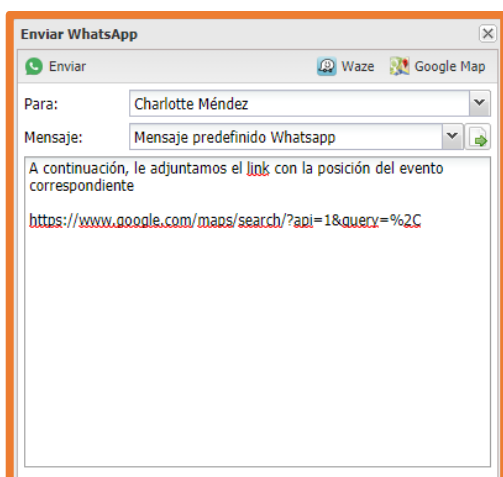 Enviar WhatsApp
Enviar Waze Google Map
Para: Charlotte Méndez
Mensaje: Mensaje predefinido Whatsapp
A continuación, le adjuntamos el link con la posición del evento
correspondiente
https://www.google.com/maps/search/?api=1&query=%2C